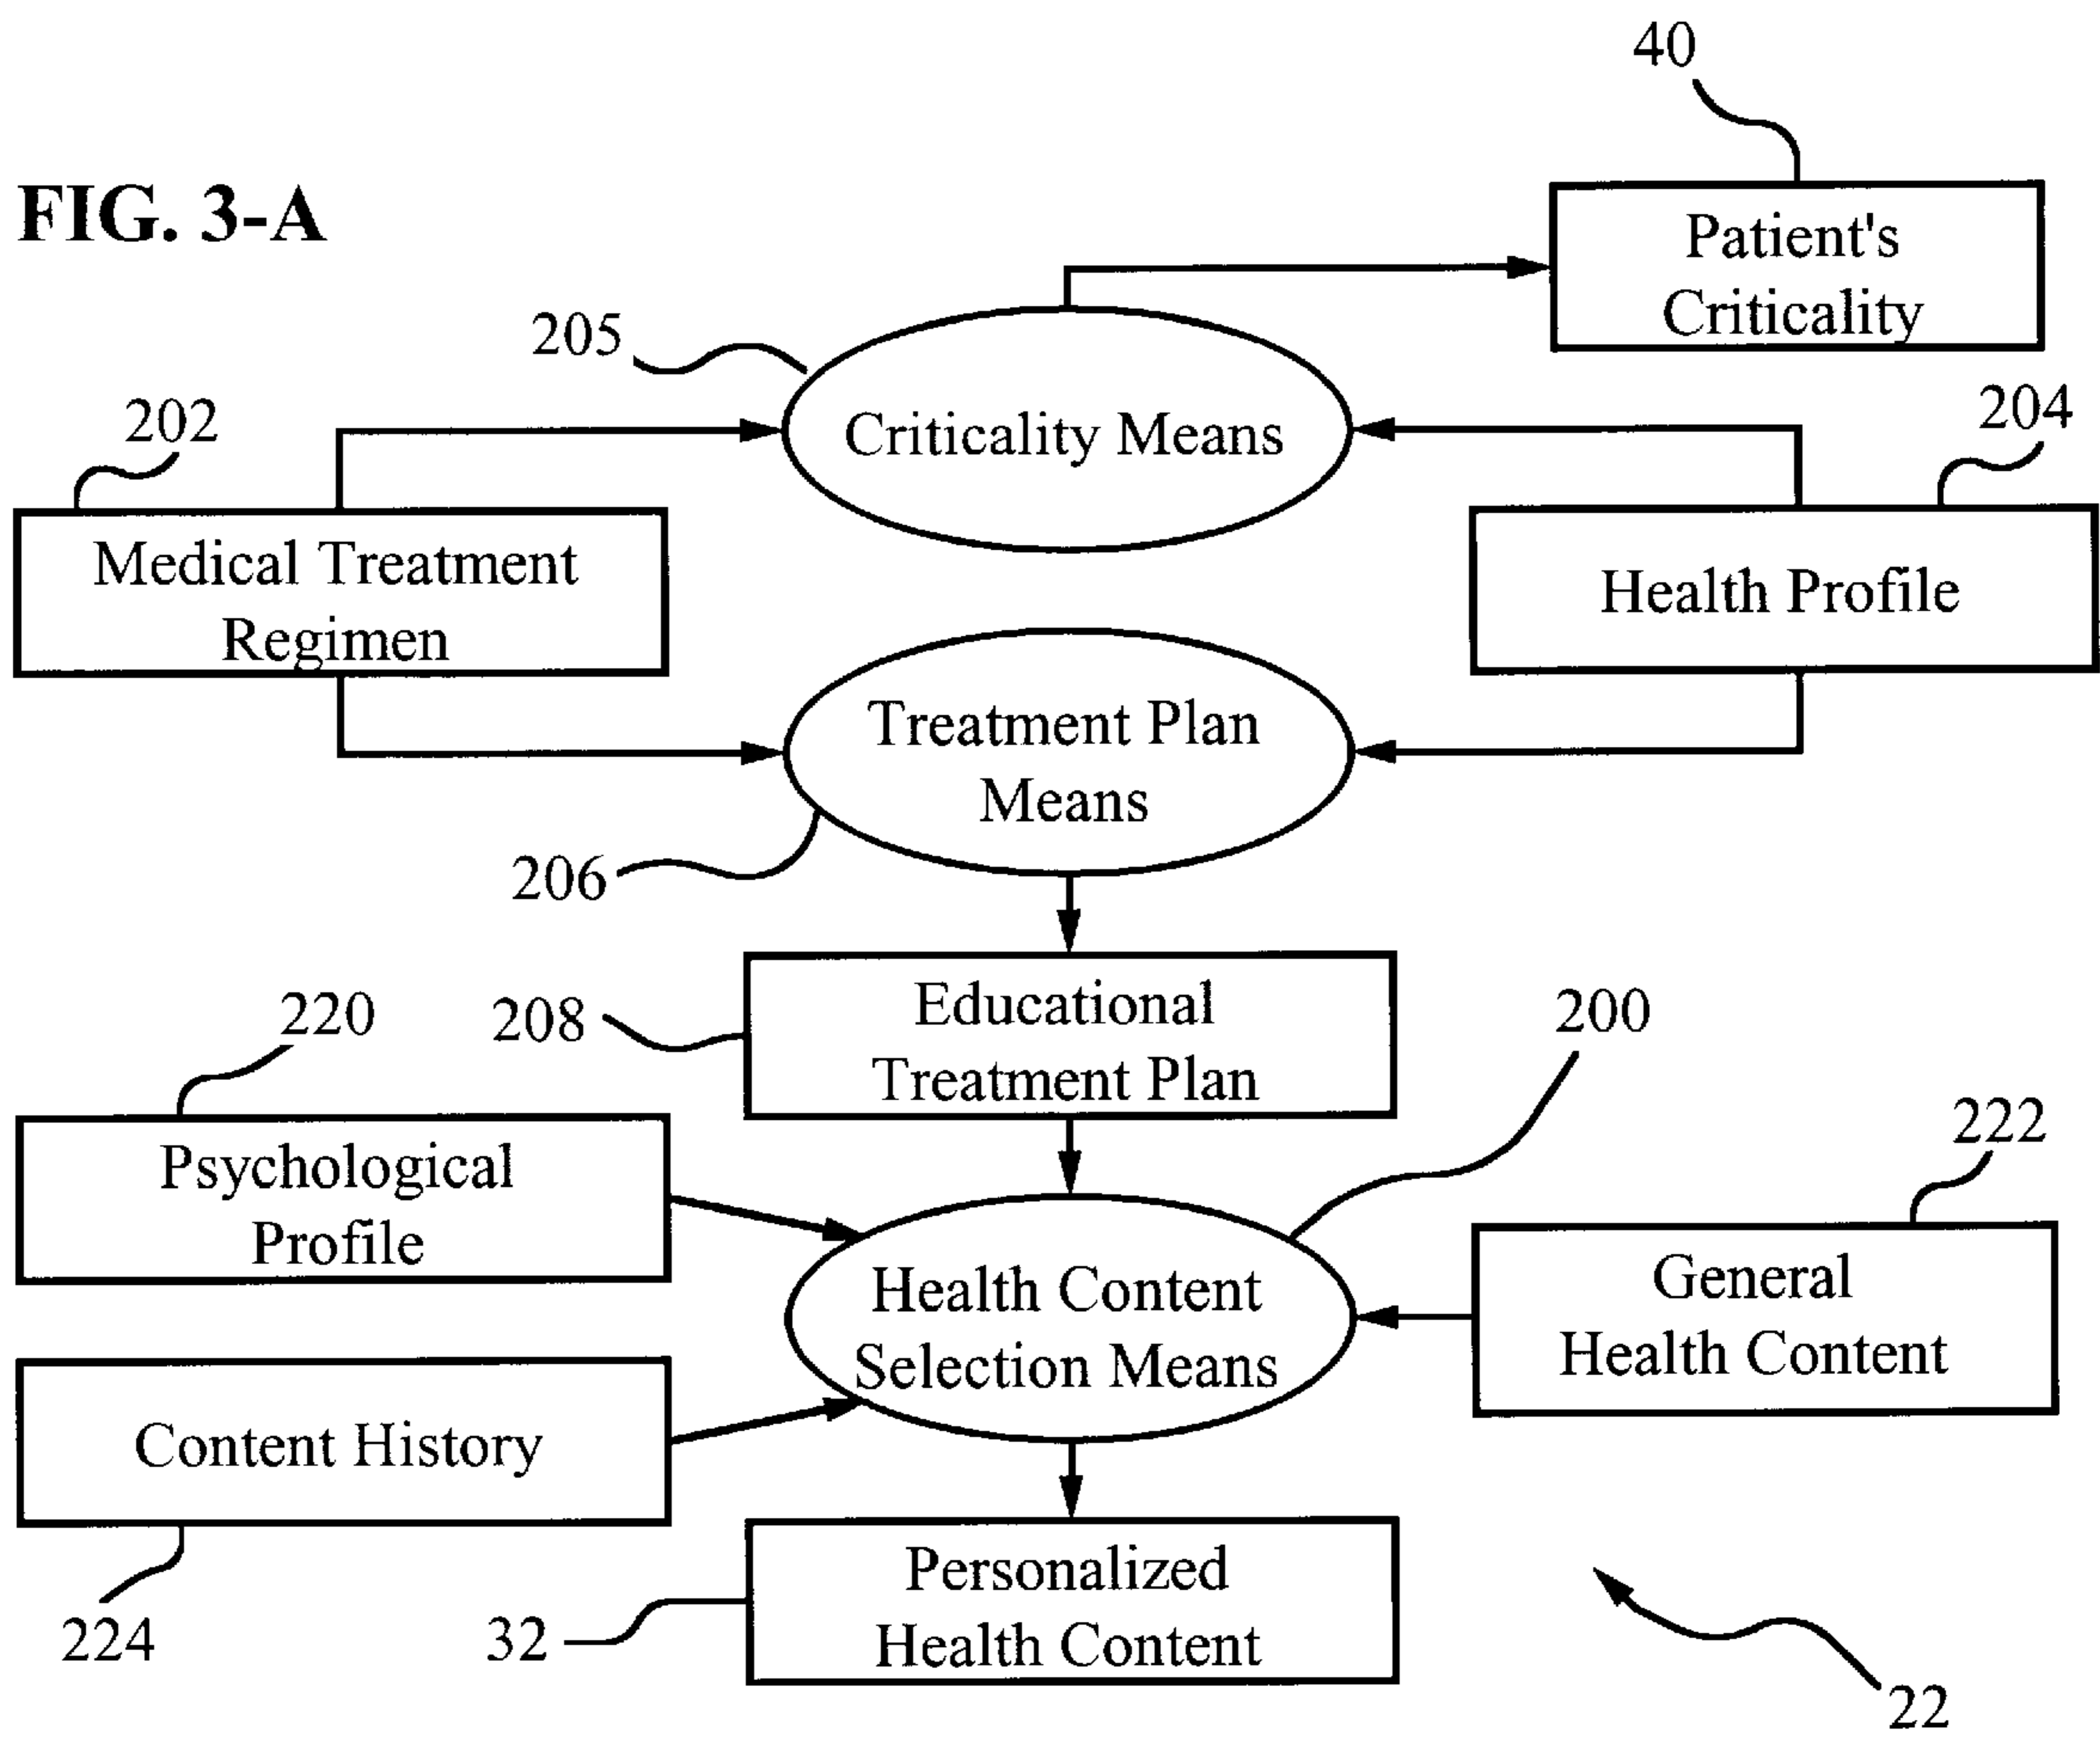 40
FIG. 3-A
Patient's
Criticality
205
Criticality Means
202
204
Medical Treatment
Regimen
Health Profile
Treatment Plan
Means
206
Educational
Treatment Plan
208
220
200
222
Psychological
Profile
General
Health Content
Health Content
Selection Means
Content History
224
Personalized
Health Content
32
22